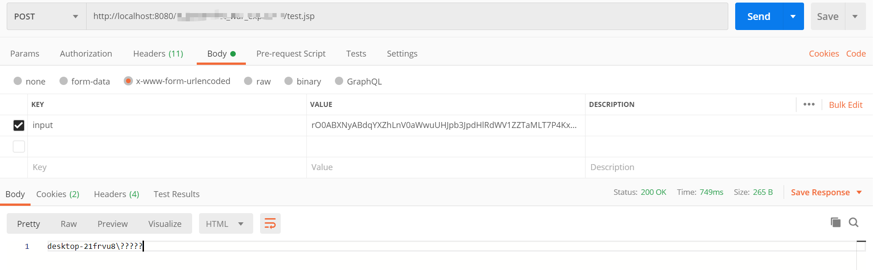 POST
http://localhost:8080/
/test.jsp
Send
Save
Params
Authorization
Headers (11)
Body
Pre-request Script
Tests
Settings
Cookies
Code
none
form-data
x-www-form-urlencoded
raw
binary
GraphQL
KEY
VALUE
DESCRIPTION
Bulk Edit
input
rO0ABXNyABdqYXZhLnV0aWwuUHJpb3JpdHlRdWV1ZZTaMLT7P4Kx...
Key
Value
Description
Body
Cookies (2)
Headers (4)
Test Results
Status: 200 OK
Time: 749ms
Size: 265 B
Save Response
Pretty
Raw
Preview
Visualize
HTML
1
desktop-21frvu8\?????